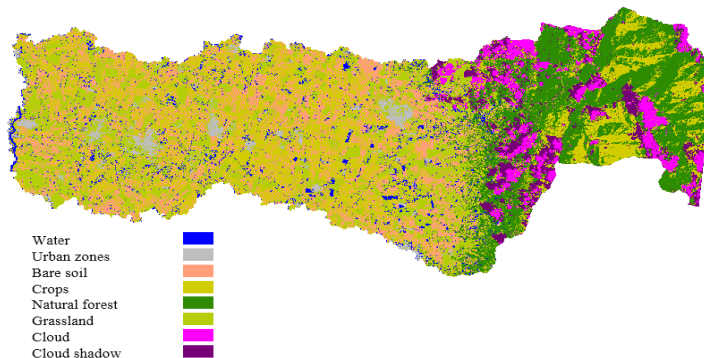 Water
Urban zones
Bare soil
Crops
Natural forest
Grassland
Cloud
Cloud shadow